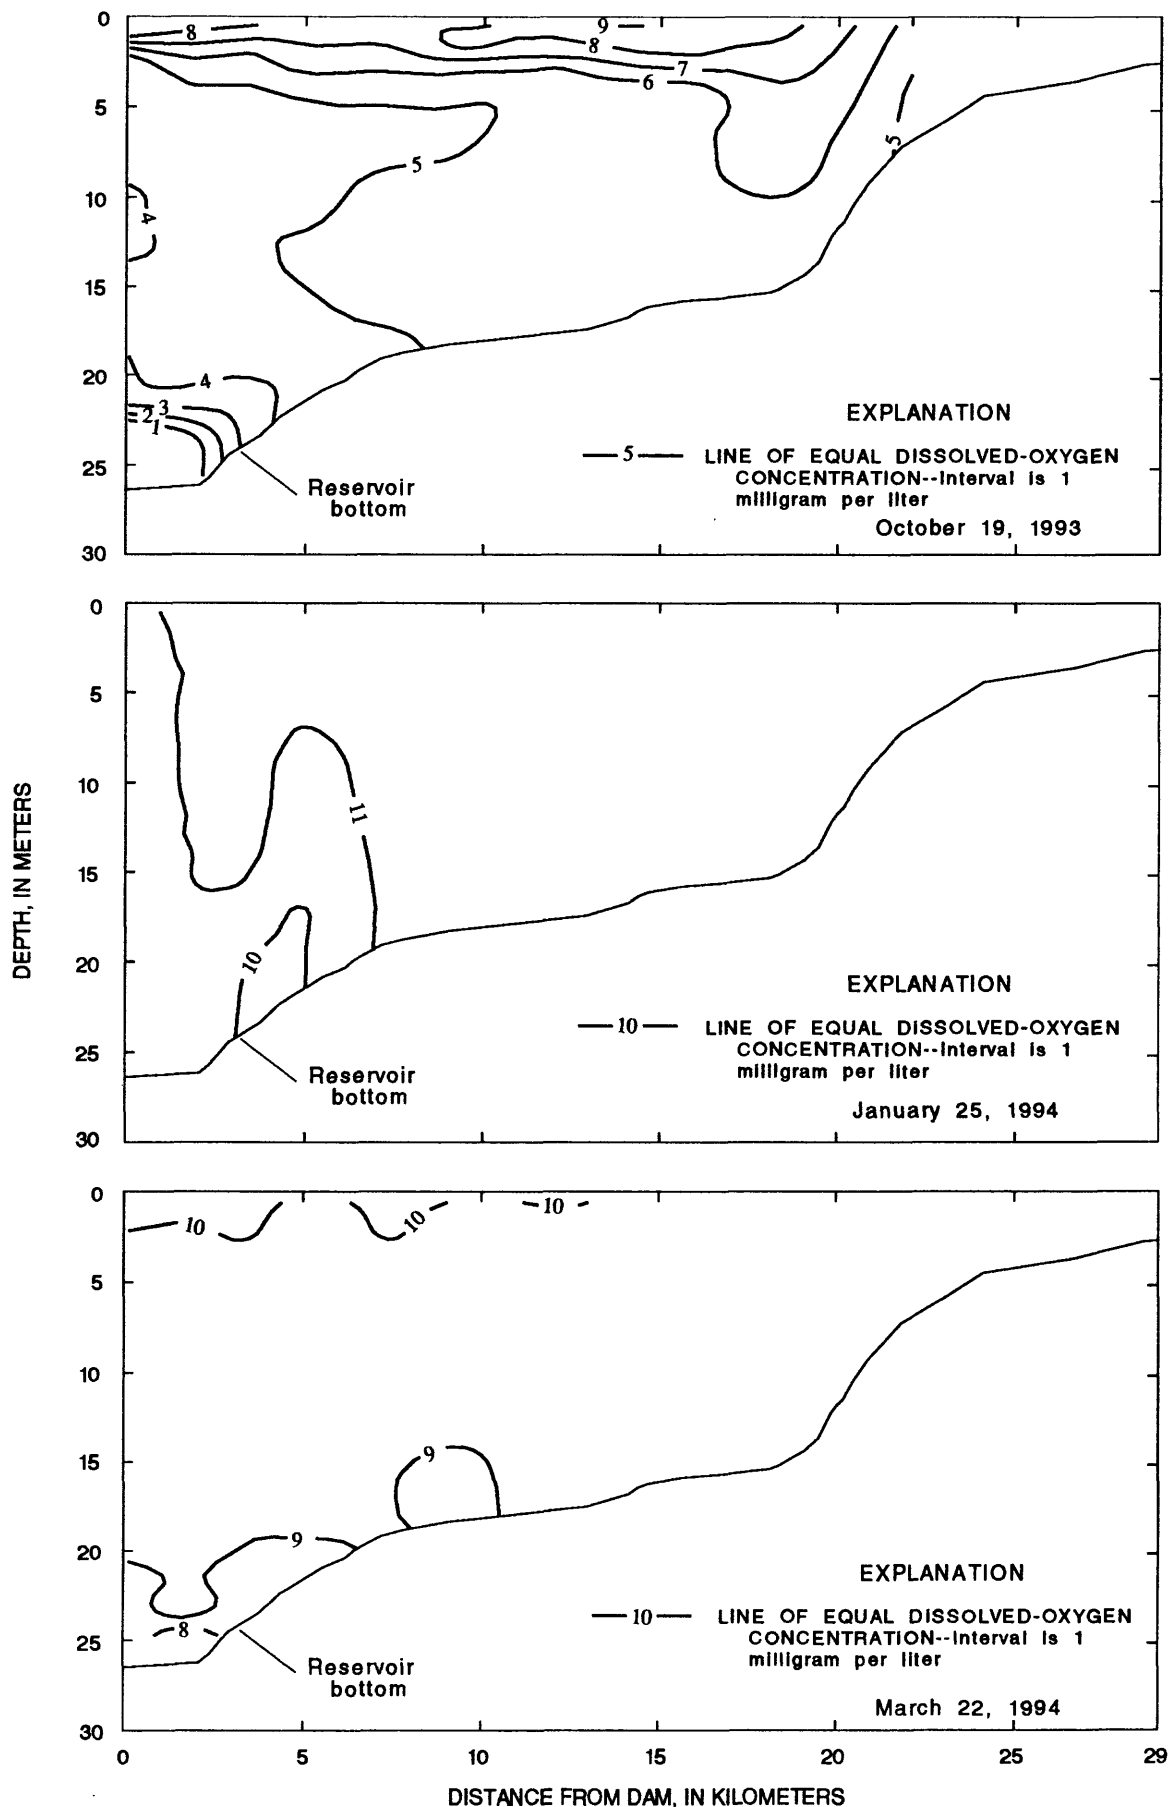 0
5
10
15
20
25
30
8
9
8
7
6
5
5
4
4
3
2
1
Reservoir
bottom
EXPLANATION
5 LINE OF EQUAL DISSOLVED-OXYGEN
CONCENTRATION--Interval is 1
milligram per liter
October 19, 1993
DEPTH, IN METERS
0
5
10
15
20
25
30
11
10
Reservoir
bottom
EXPLANATION
10 LINE OF EQUAL DISSOLVED-OXYGEN
CONCENTRATION--Interval is 1
milligram per liter
January 25, 1994
0
5
10
15
20
25
30
10
10
10
9
9
8
Reservoir
bottom
EXPLANATION
10 LINE OF EQUAL DISSOLVED-OXYGEN
CONCENTRATION--Interval is 1
milligram per liter
March 22, 1994
0 5 10 15 20 25 29
DISTANCE FROM DAM, IN KILOMETERS